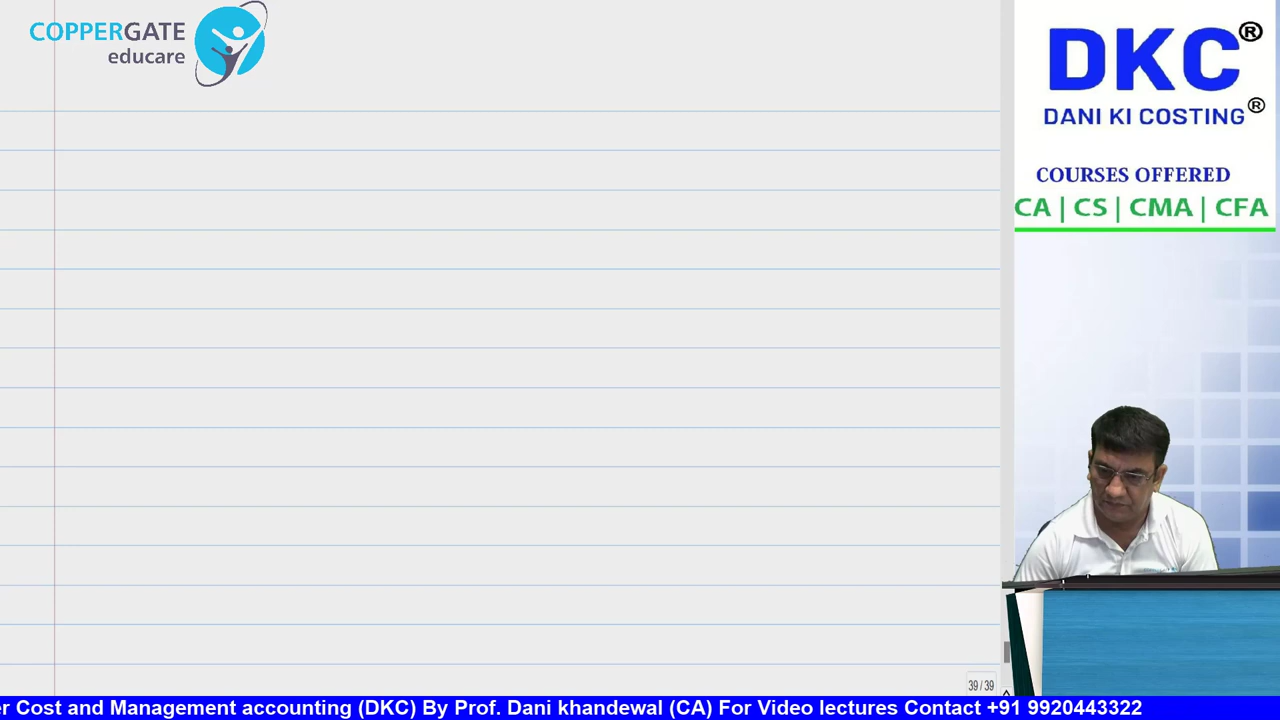 COPPERGATE
educare
DKC®
DANI KI COSTING®
COURSES OFFERED
CA | CS | CMA | CFA
39 / 39
r Cost and Management accounting (DKC) By Prof. Dani khandewal (CA) For Video lectures Contact +91 9920443322